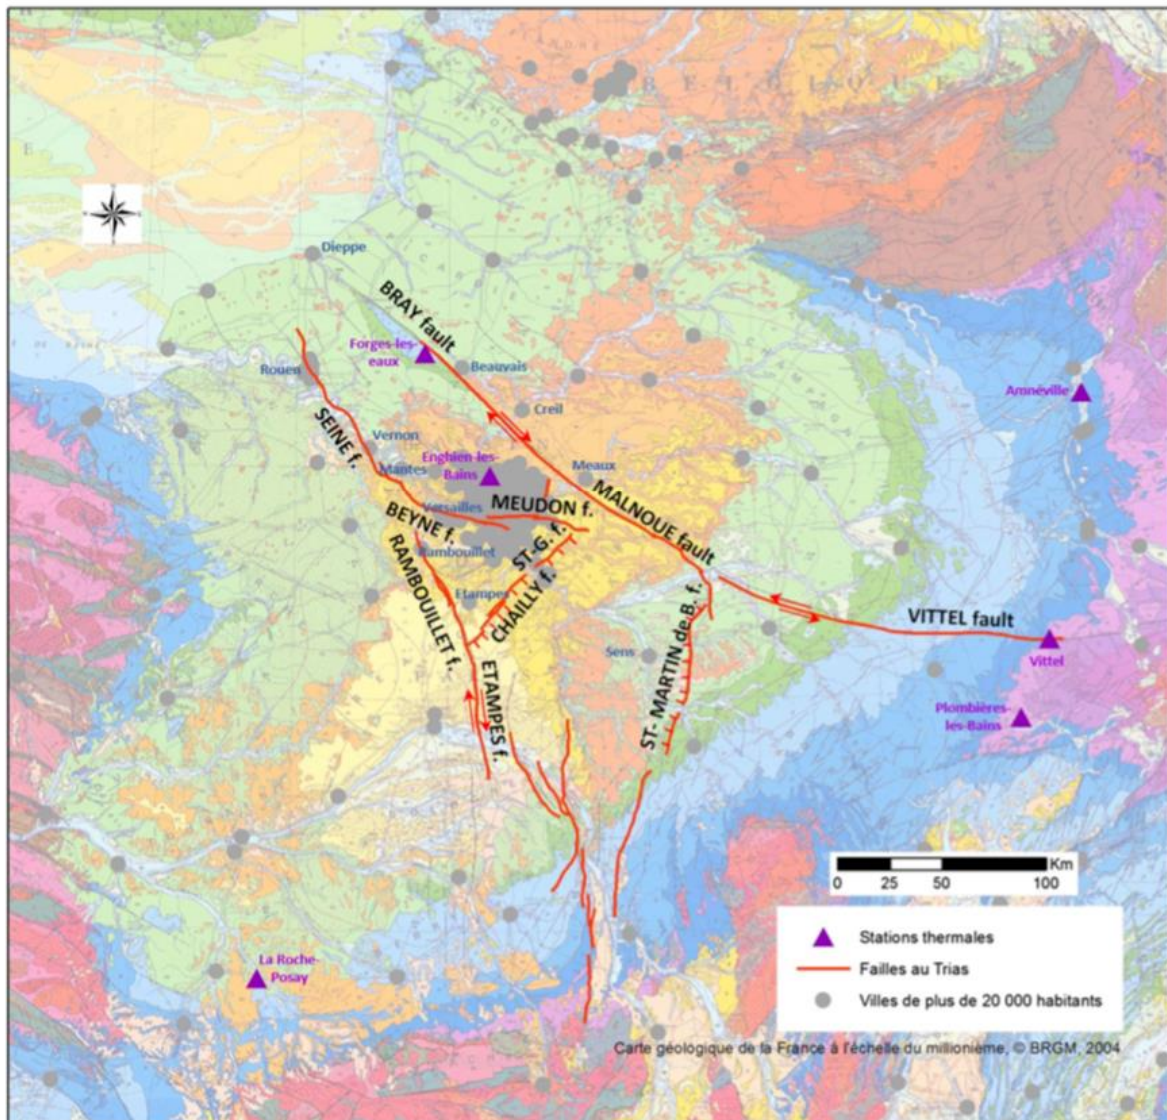 BELGIQUE
Dieppe
BRAY fault
Forges-les-
eaux
Rouen
Beauvais
Amnéville
Creil
SEINE f.
Vernon
Mantes
Enghien-les-
Bains
Meaux
MALNOUE fault
Versailles
MEUDON f.
BEYNE f.
Rambouillet
ST-G. f.
RAMBOUILLET f.
Etampes
CHAILLY f.
VITTEL fault
Sens
ST- MARTIN de B. f.
Vittel
ETAMPES f.
Plombières-
les-Bains
Km
0 25 50 100
Stations thermales
Failles au Trias
Villes de plus de 20 000 habitants
La Roche-
Posay
Carte géologique de la France à l'échelle du millionième, © BRGM, 2004